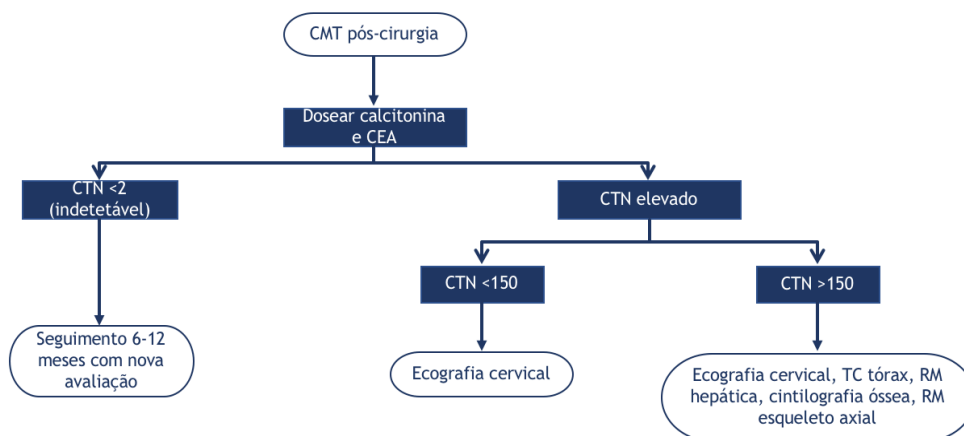 CMT pós-cirurgia
Dosear calcitonina
e CEA
CTN <2
(indetetável)
CTN elevado
CTN <150
CTN >150
Seguimento 6-12
meses com nova
avaliação
Ecografia cervical
Ecografia cervical, TC tórax, RM
hepática, cintilografia óssea, RM
esqueleto axial